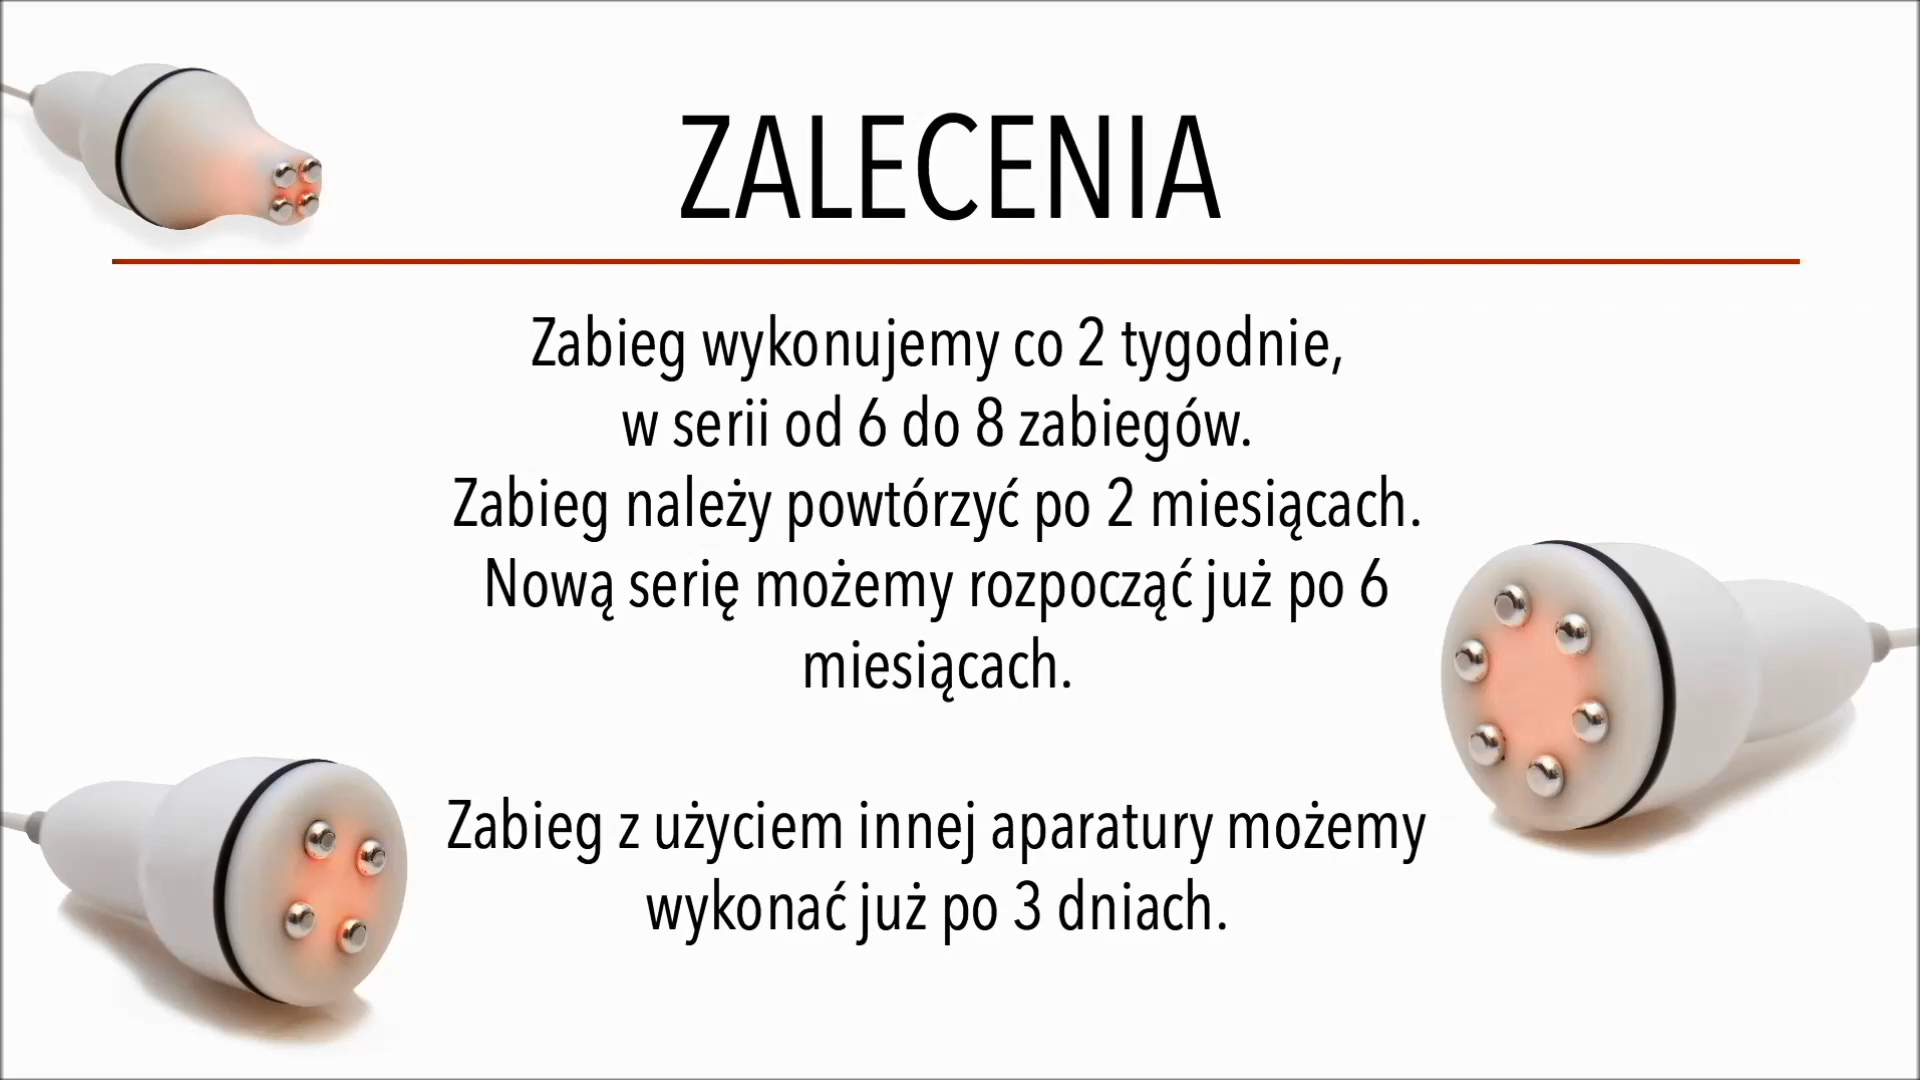 ZALECENIA
Zabieg wykonujemy co 2 tygodnie,
w serii od 6 do 8 zabiegów.
Zabieg należy powtórzyć po 2 miesiącach.
Nową serię możemy rozpocząć już po 6
miesiącach.
Zabieg z użyciem innej aparatury możemy
wykonać już po 3 dniach.